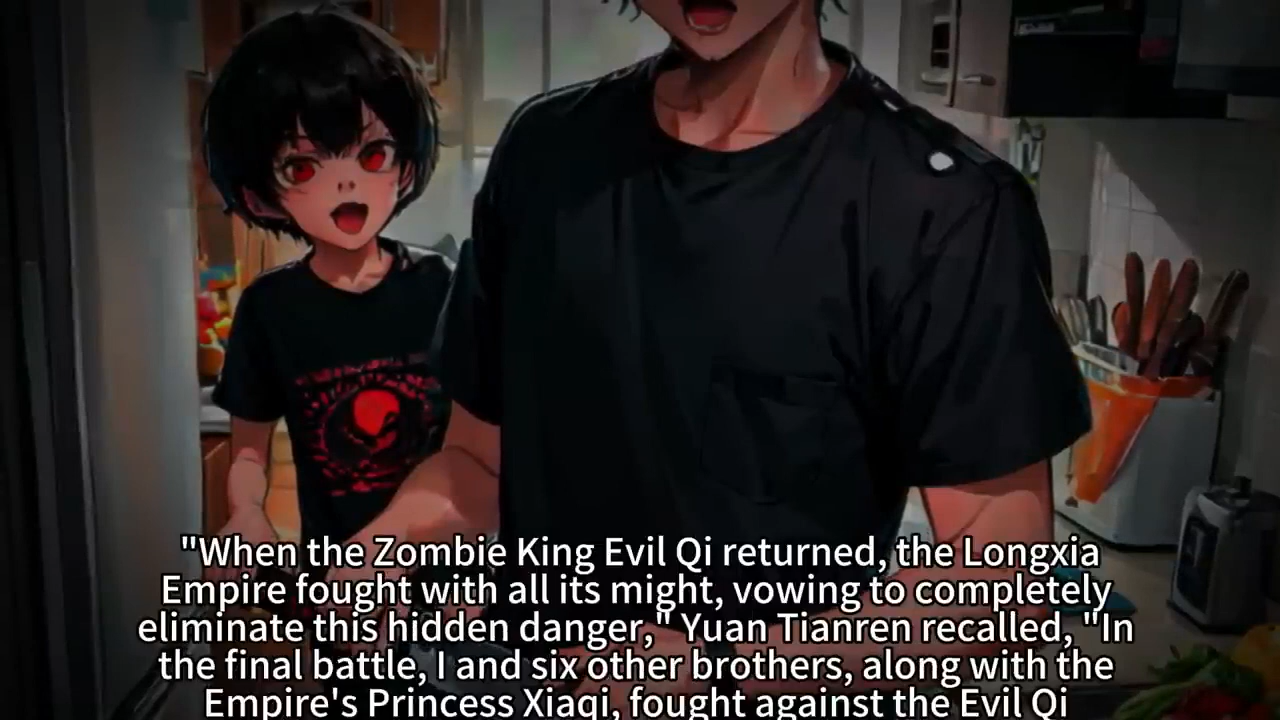 "When the Zombie King Evil Qi returned, the Longxia
Empire fought with all its might, vowing to completely
eliminate this hidden danger," Yuan Tianren recalled, "In
the final battle, I and six other brothers, along with the
Empire's Princess Xiaqi, fought against the Evil Qi